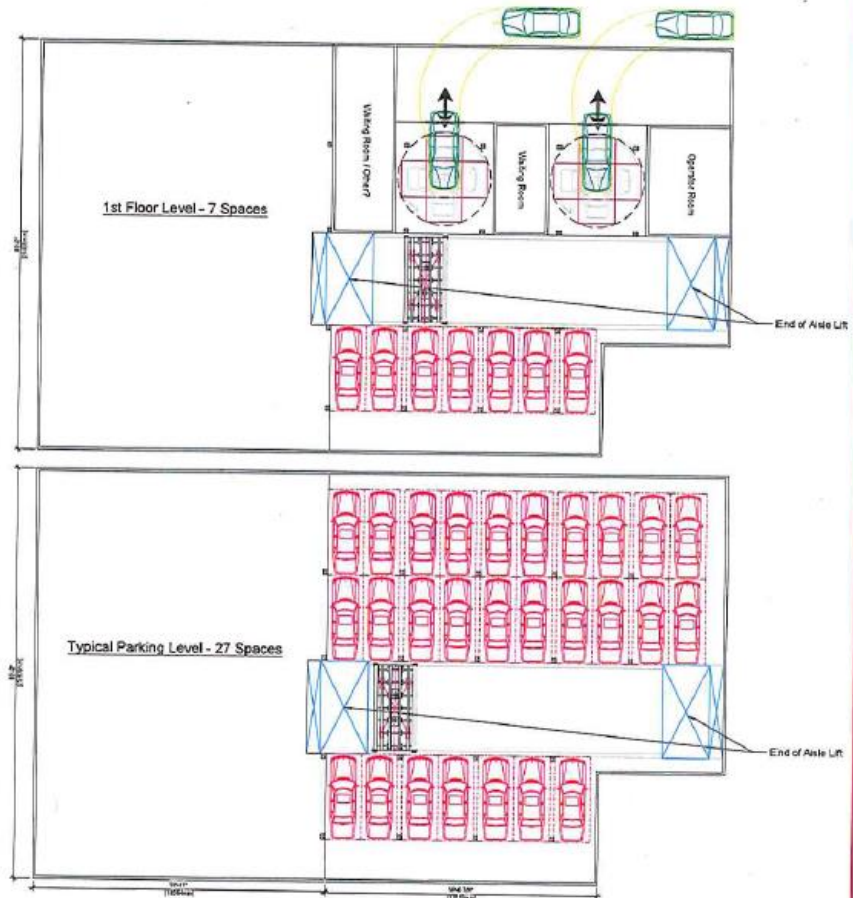 Waiting Room / Other?
Waiting Room
Operator Room
1st Floor Level - 7 Spaces
End of Aisle Lift
Typical Parking Level - 27 Spaces
End of Aisle Lift